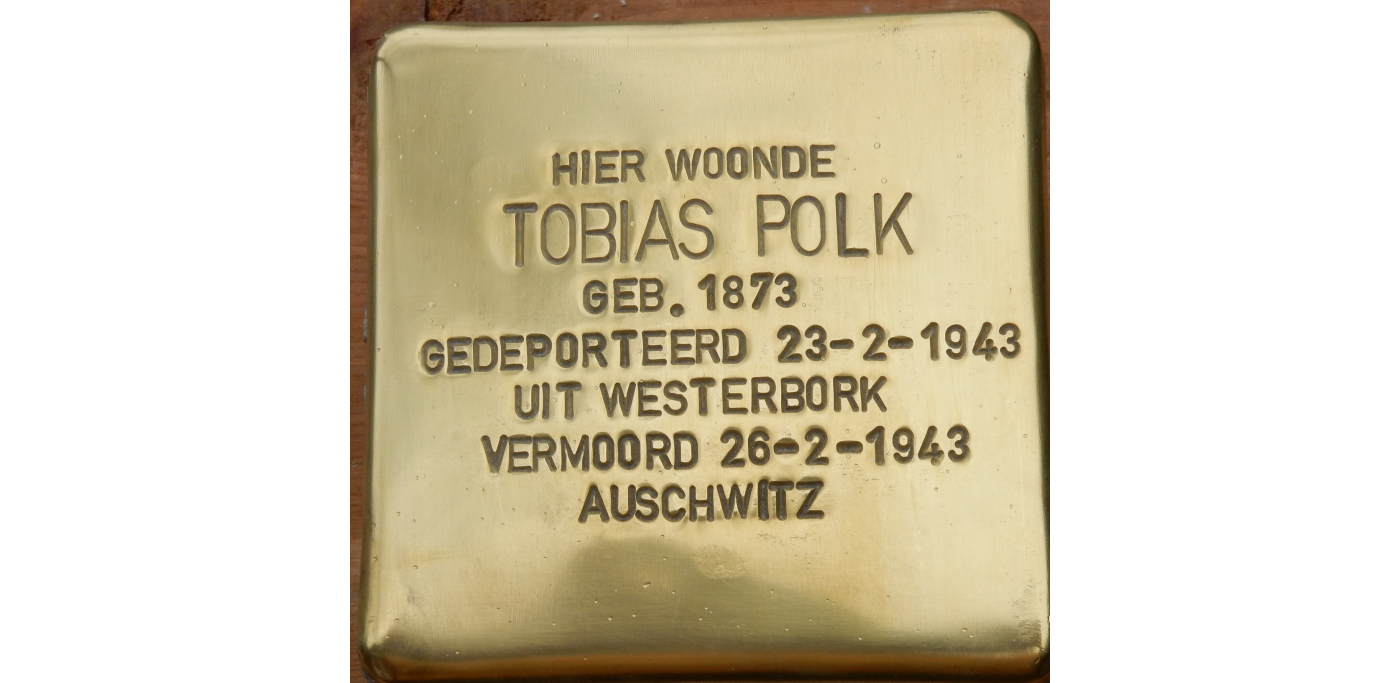 HIER WOONDE
TOBIAS POLK
GEB. 1873
GEDEPORTEERD 23-2-1943
UIT WESTERBORK
VERMOORD 26-2-1943
AUSCHWITZ